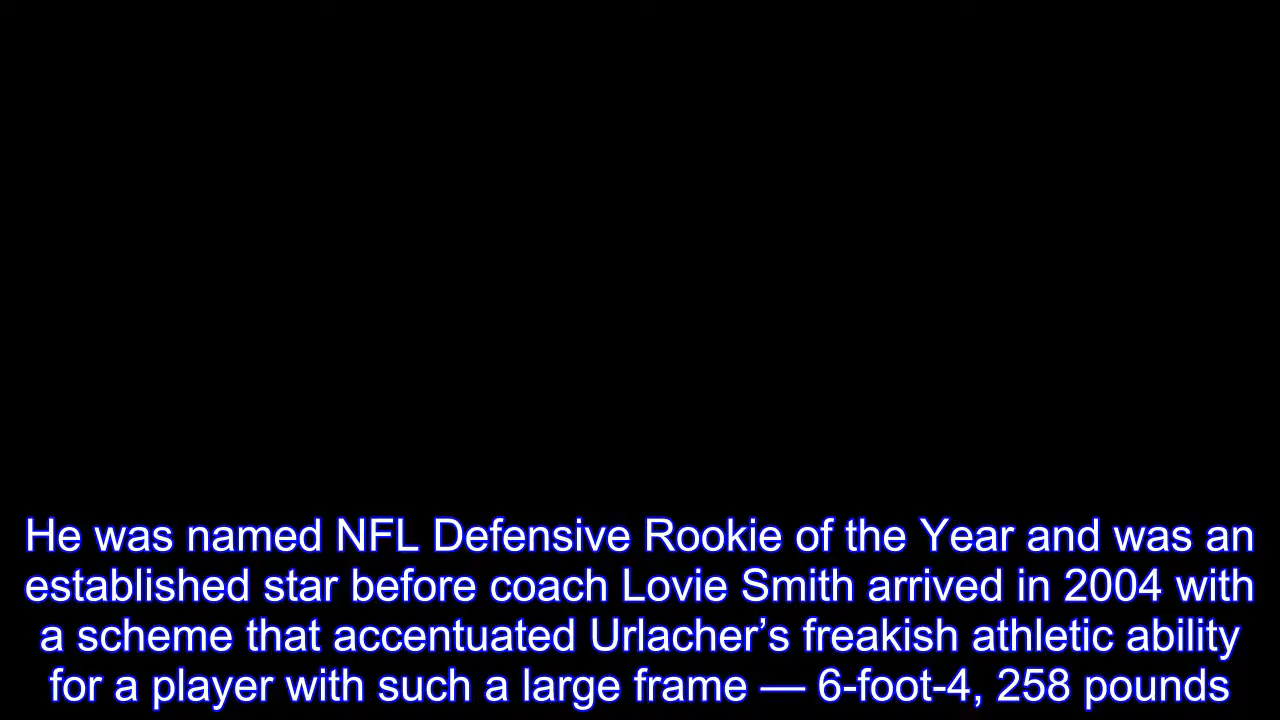 He was named NFL Defensive Rookie of the Year and was an
established star before coach Lovie Smith arrived in 2004 with
a scheme that accentuated Urlacher’s freakish athletic ability
for a player with such a large frame — 6-foot-4, 258 pounds